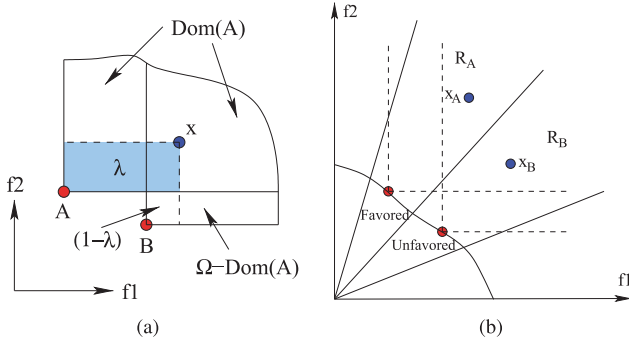 Dom(A)
x
λ
f2
A
(1−λ)
B
Ω−Dom(A)
f1
(a)
f2
R_A
x_A
R_B
x_B
Favored
Unfavored
f1
(b)